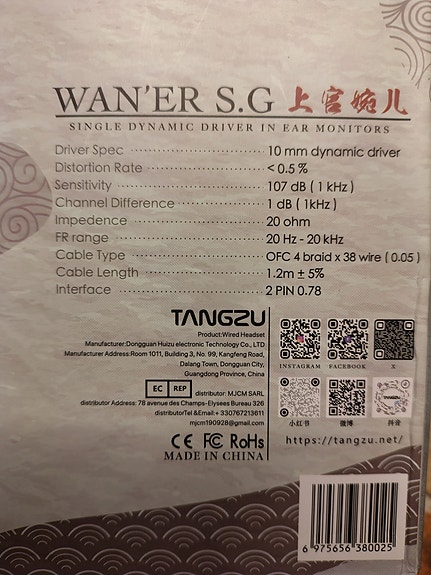 WAN'ER S.G 上官婉儿
SINGLE DYNAMIC DRIVER IN EAR MONITORS
Driver Spec 10 mm dynamic driver
Distortion Rate < 0.5 %
Sensitivity 107 dB ( 1 kHz )
Channel Difference 1 dB ( 1kHz )
Impedence 20 ohm
FR range 20 Hz - 20 kHz
Cable Type OFC 4 braid x 38 wire ( 0.05 )
Cable Length 1.2m ± 5%
Interface 2 PIN 0.78
TANGZU
Product:Wired Headset
Manufacturer:Dongguan Huizu electronic Technology Co., LTD
Manufacturer Address:Room 1011, Building 3, No. 99, Kangfeng Road,
Dalang Town, Dongguan City,
Guangdong Province, China
EC REP distributor: MJCM SARL
distributor Address: 78 avenue des Champs-Elysees Bureau 326
distributorTel &Email:+ 330767213611
mjcm190928@gmail.com
CE FC RoHs
MADE IN CHINA
INSTAGRAM FACEBOOK X
TANGZU
小红书 微博 抖音
https://tangzu.net/
6 975656 380025